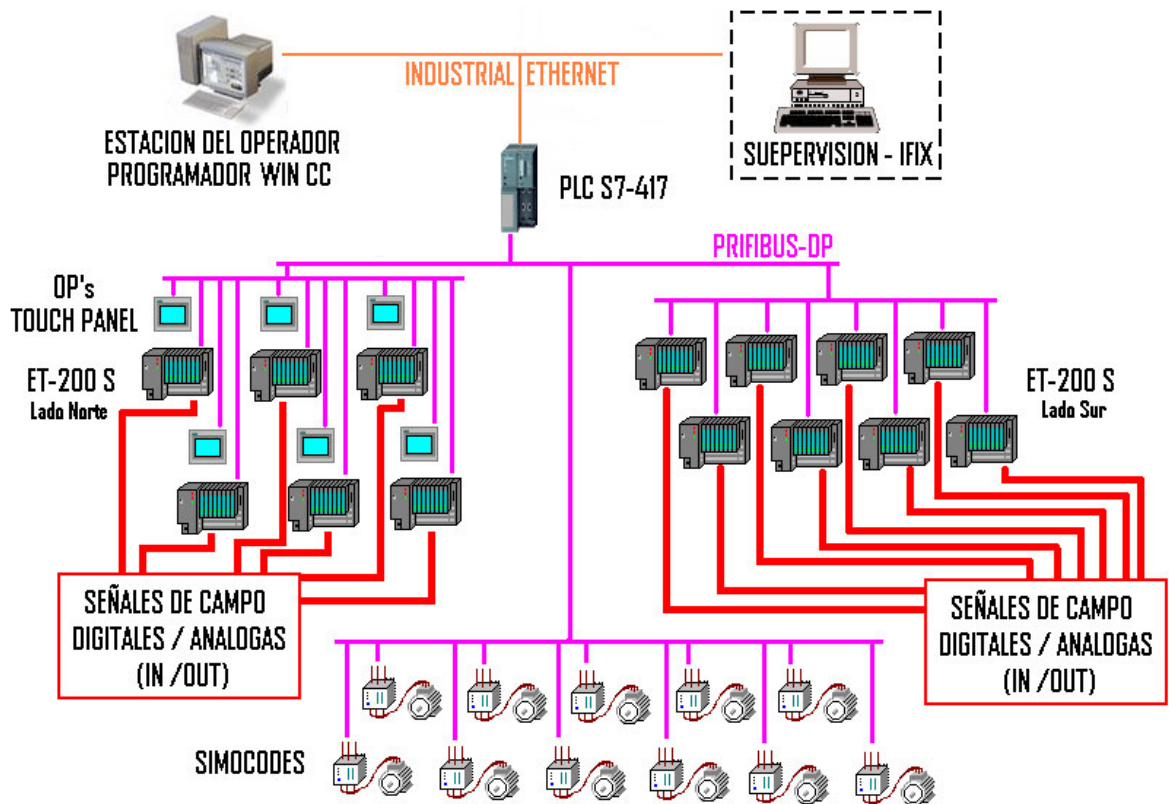 INDUSTRIAL ETHERNET
ESTACION DEL OPERADOR
PROGRAMADOR WIN CC
SUEPERVISION - IFIX
PLC S7-417
PRIFIBUS-DP
OP's
TOUCH PANEL
ET-200 S
Lado Norte
ET-200 S
Lado Sur
SEÑALES DE CAMPO
DIGITALES / ANALOGAS
(IN /OUT)
SEÑALES DE CAMPO
DIGITALES / ANALOGAS
(IN /OUT)
SIMOCODES